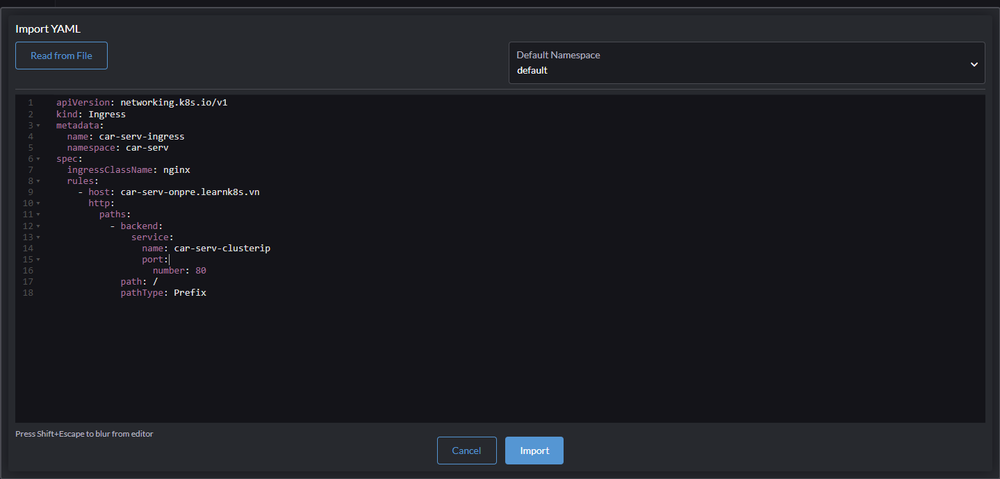 Import YAML
Read from File
Default Namespace
default
1 apiVersion: networking.k8s.io/v1
2 kind: Ingress
3 metadata:
4   name: car-serv-ingress
5   namespace: car-serv
6 spec:
7   ingressClassName: nginx
8   rules:
9     - host: car-serv-onpre.learnk8s.vn
10       http:
11         paths:
12           - backend:
13               service:
14                 name: car-serv-clusterip
15                 port:
16                   number: 80
17             path: /
18             pathType: Prefix
Press Shift+Escape to blur from editor
Cancel
Import